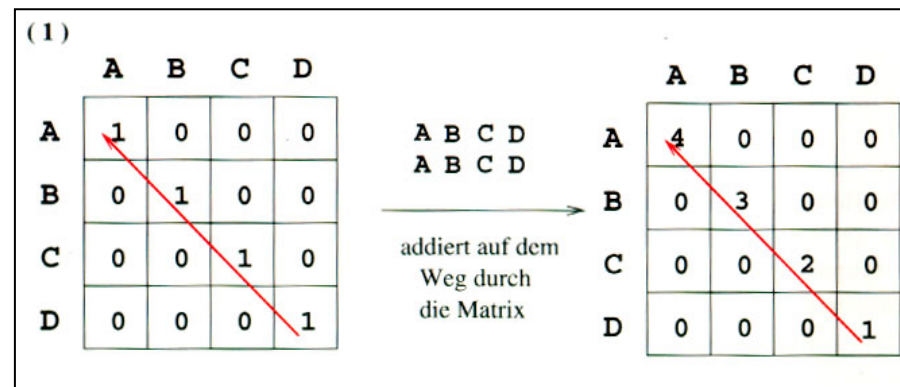 (1)
A B C D
A 1 0 0 0
B 0 1 0 0
C 0 0 1 0
D 0 0 0 1
A B C D
A B C D
addiert auf dem
Weg durch
die Matrix
A B C D
A 4 0 0 0
B 0 3 0 0
C 0 0 2 0
D 0 0 0 1